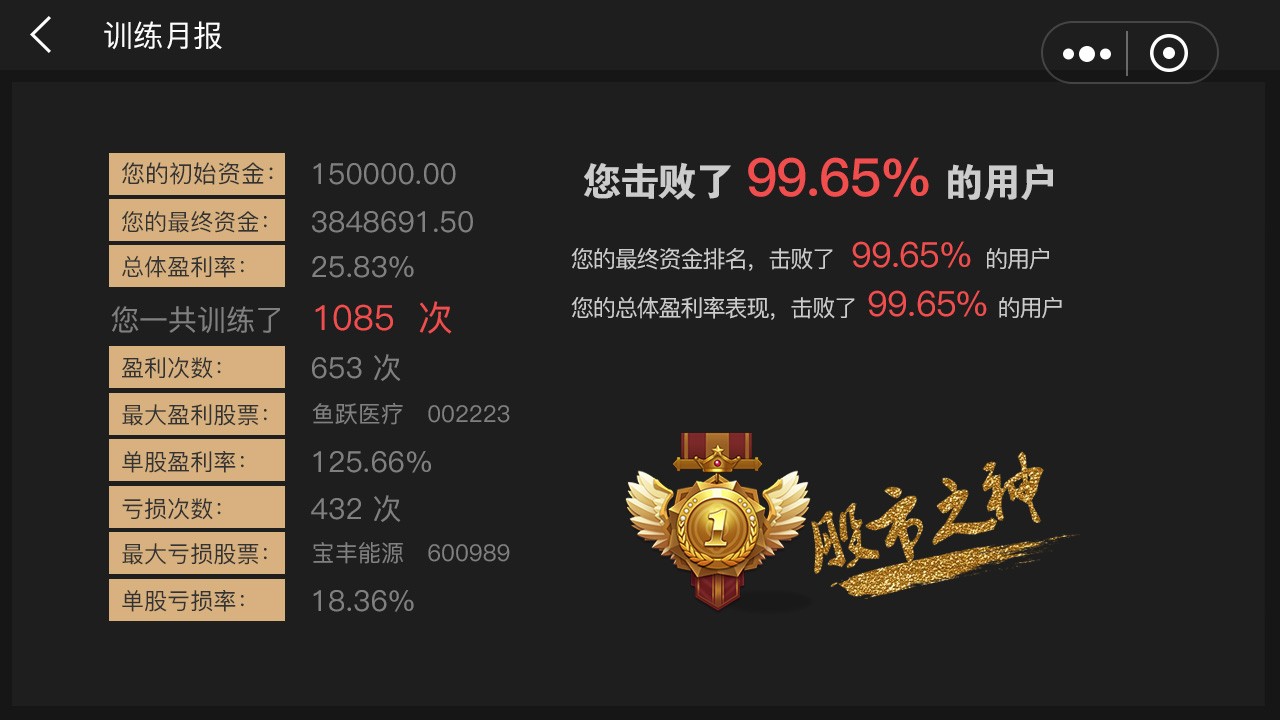 训练月报
您的初始资金: 150000.00
您的最终资金: 3848691.50
总体盈利率: 25.83%
您一共训练了 1085 次
盈利次数: 653 次
最大盈利股票: 鱼跃医疗 002223
单股盈利率: 125.66%
亏损次数: 432 次
最大亏损股票: 宝丰能源 600989
单股亏损率: 18.36%
您击败了 99.65% 的用户
您的最终资金排名，击败了 99.65% 的用户
您的总体盈利率表现，击败了 99.65% 的用户
1
股市之神